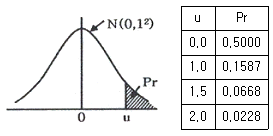 N(0,1²)
Pr
0
u
u Pr
0,0 0,5000
1,0 0,1587
1,5 0,0668
2,0 0,0228